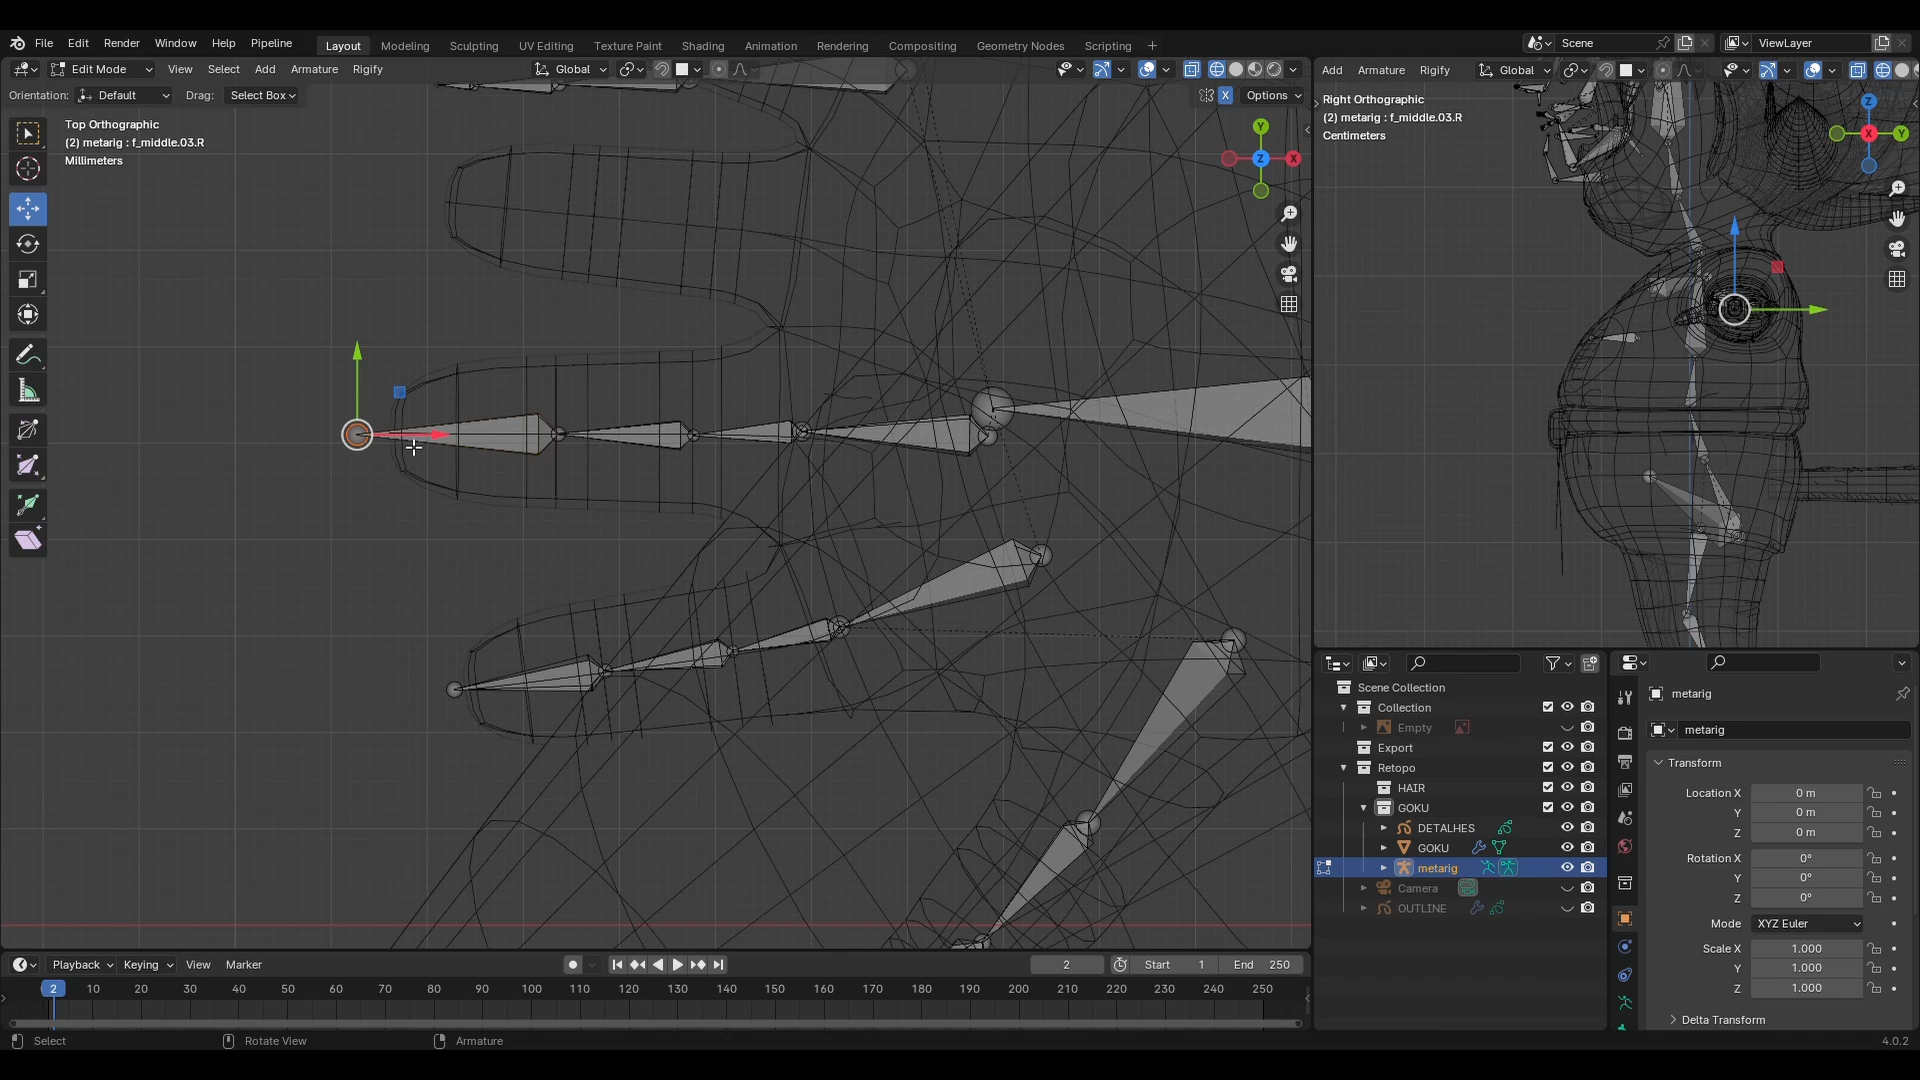 File Edit Render Window Help Pipeline Layout Modeling Sculpting UV Editing Texture Paint Shading Animation Rendering Compositing Geometry Nodes Scripting + Scene ViewLayer
Edit Mode View Select Add Armature Rigify Global
Add Armature Rigify Global
Orientation: Default Drag: Select Box X Options
Top Orthographic
(2) metarig : f_middle.03.R
Millimeters
Y
Z
X
Right Orthographic
(2) metarig : f_middle.03.R
Centimeters
Z
X
Y
Scene Collection
Collection
Empty
Export
Retopo
HAIR
GOKU
DETALHES
GOKU
metarig
Camera
OUTLINE
metarig
metarig
Transform
Location X 0 m
Y 0 m
Z 0 m
Rotation X 0°
Y 0°
Z 0°
Mode XYZ Euler
Scale X 1.000
Y 1.000
Z 1.000
Delta Transform
Playback Keying View Marker 2 Start 1 End 250
2 10 20 30 40 50 60 70 80 90 100 110 120 130 140 150 160 170 180 190 200 210 220 230 240 250
Select Rotate View Armature 4.0.2